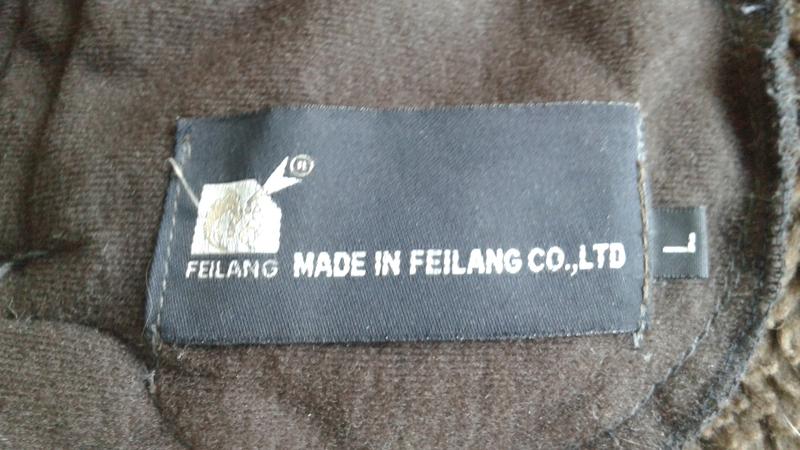 ®
FEILANG
MADE IN FEILANG CO.,LTD
L